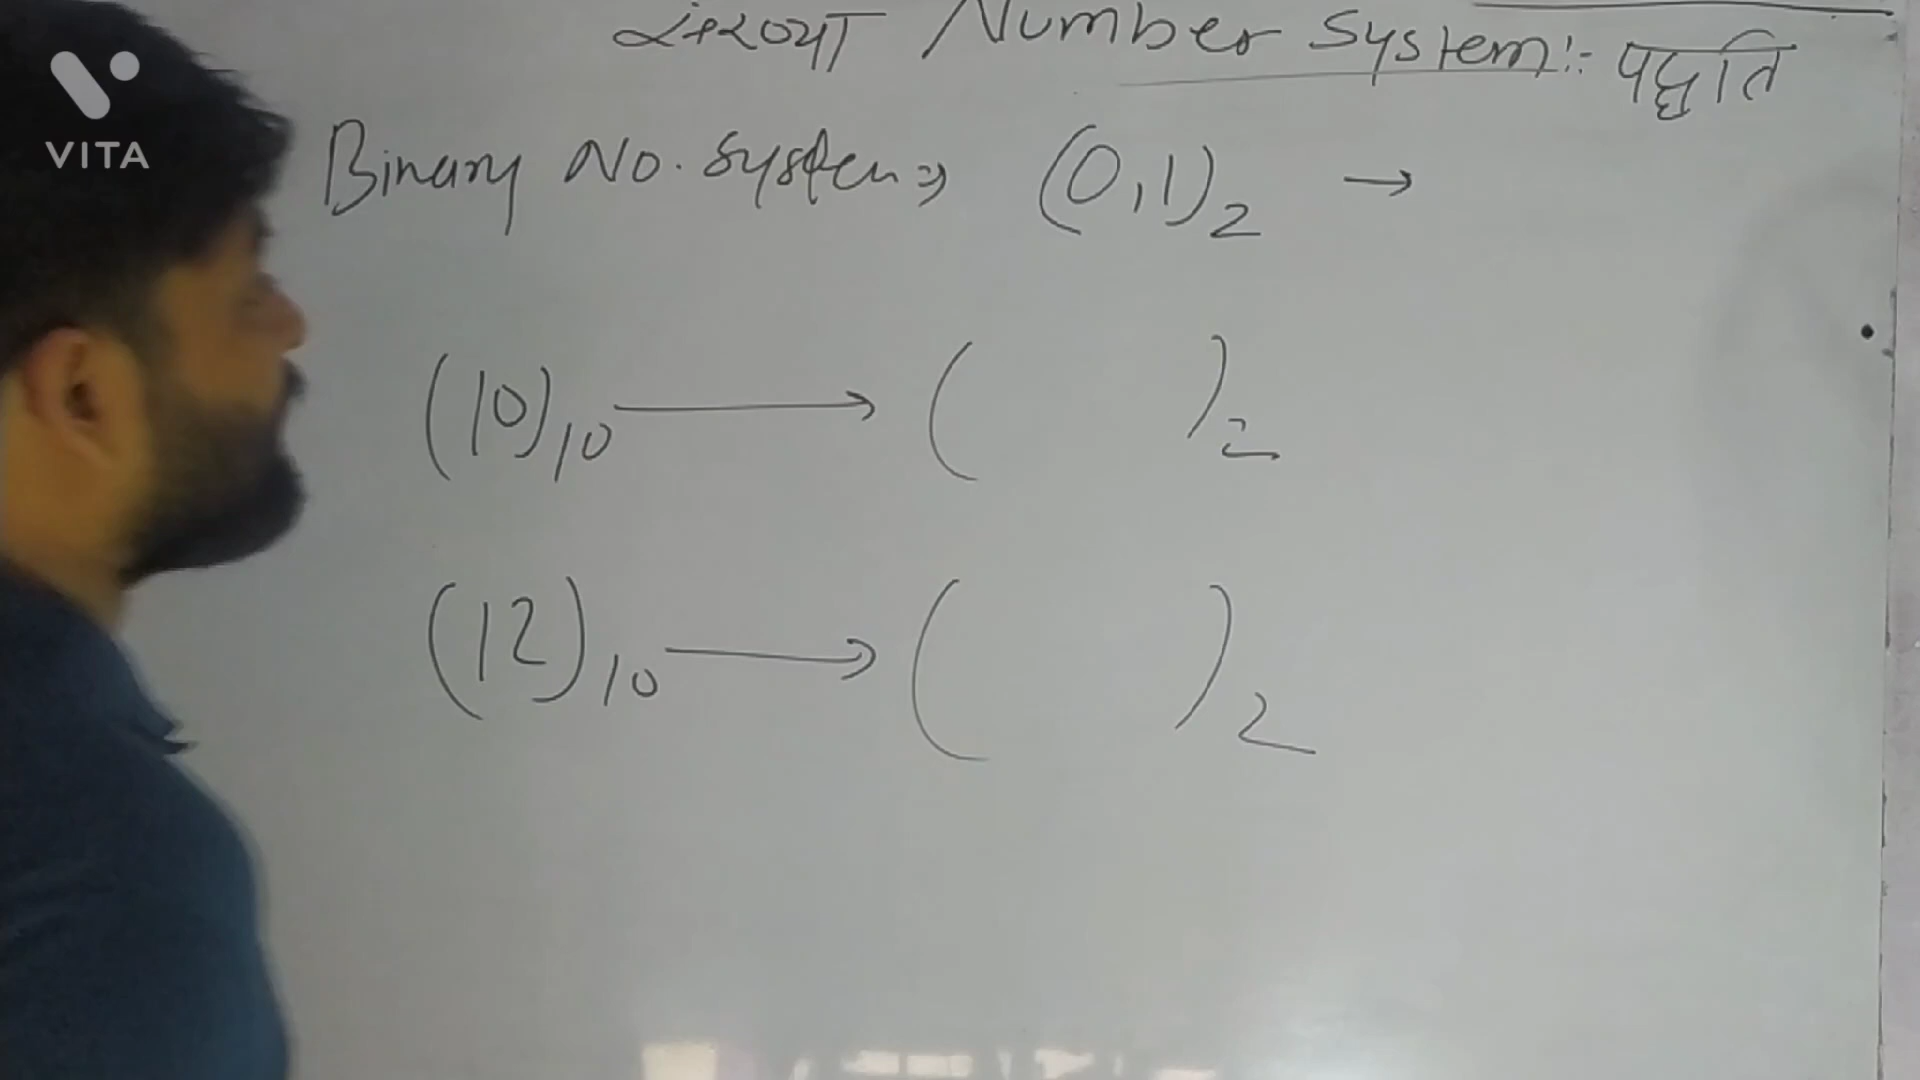 VITA
संख्या Number System:- पद्धति
Binary No. System ⇒ (0,1)2 →
(10)10 → ( )2
(12)10 → ( )2